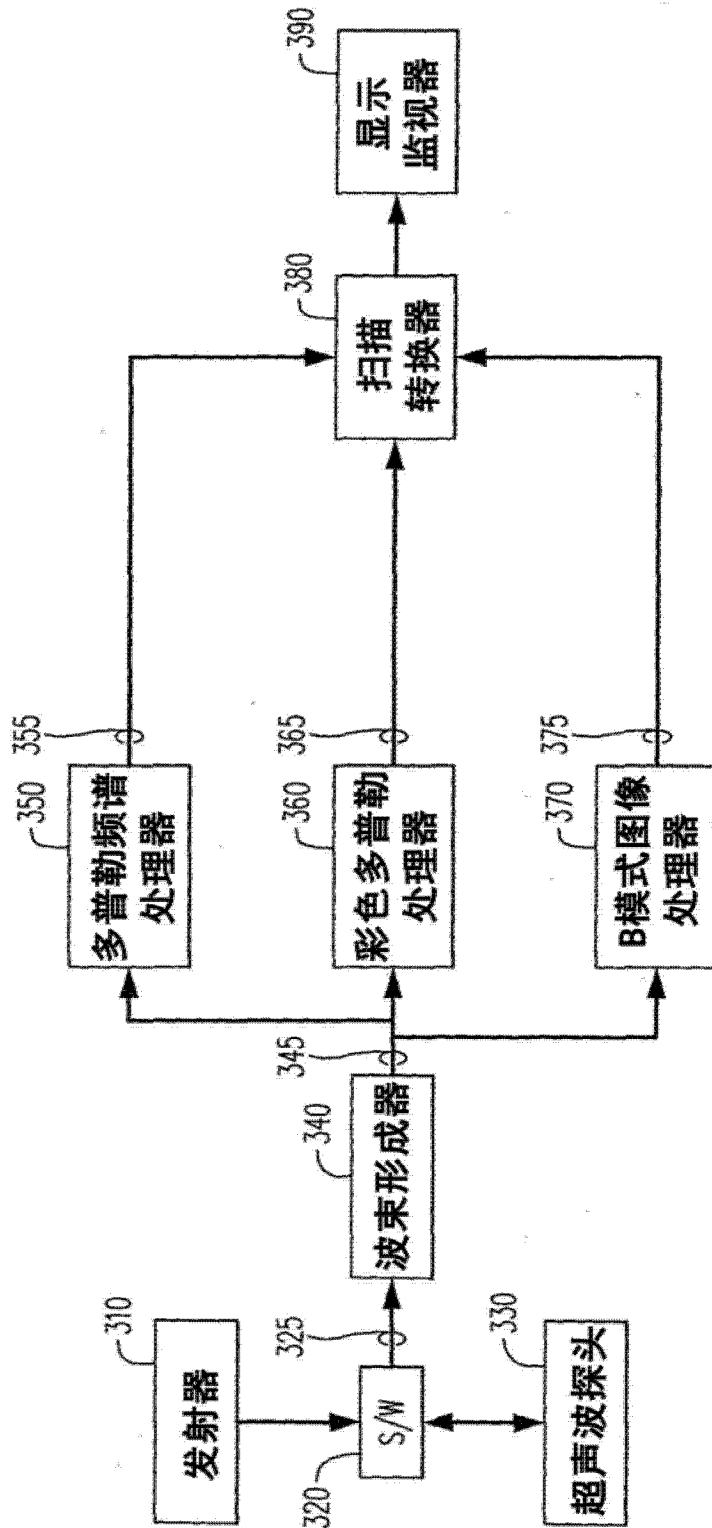 310
发射器
320
S/W
325
330
超声波探头
340
波束形成器
345
350
多普勒频谱
处理器
355
360
彩色多普勒
处理器
365
370
B模式图像
处理器
375
380
扫描
转换器
390
显示
监视器